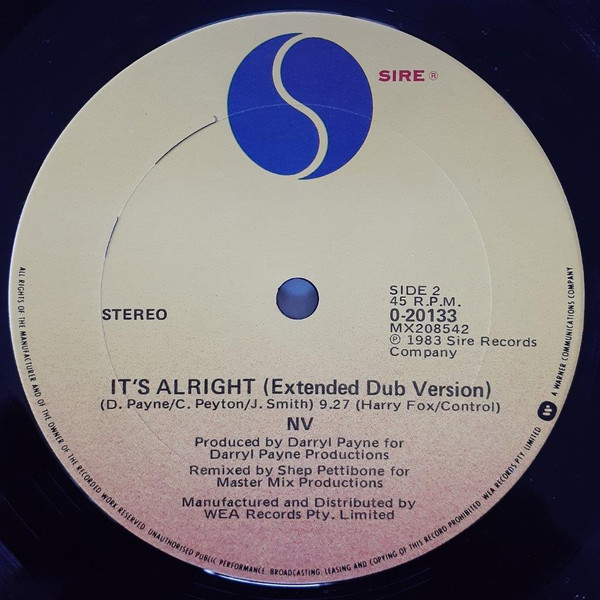 SIRE ®
STEREO
SIDE 2
45 R.P.M.
0-20133
MX208542
℗ 1983 Sire Records
Company
IT'S ALRIGHT (Extended Dub Version)
(D. Payne/C. Peyton/J. Smith) 9.27 (Harry Fox/Control)
NV
Produced by Darryl Payne for
Darryl Payne Productions
Remixed by Shep Pettibone for
Master Mix Productions
Manufactured and Distributed by
WEA Records Pty. Limited
ALL RIGHTS OF THE MANUFACTURER AND OF THE OWNER OF THE RECORDED WORK RESERVED. UNAUTHORISED PUBLIC PERFORMANCE, BROADCASTING, LEASING AND COPYING OF THIS RECORD PROHIBITED. WEA RECORDS PTY. LIMITED
A WARNER COMMUNICATIONS COMPANY